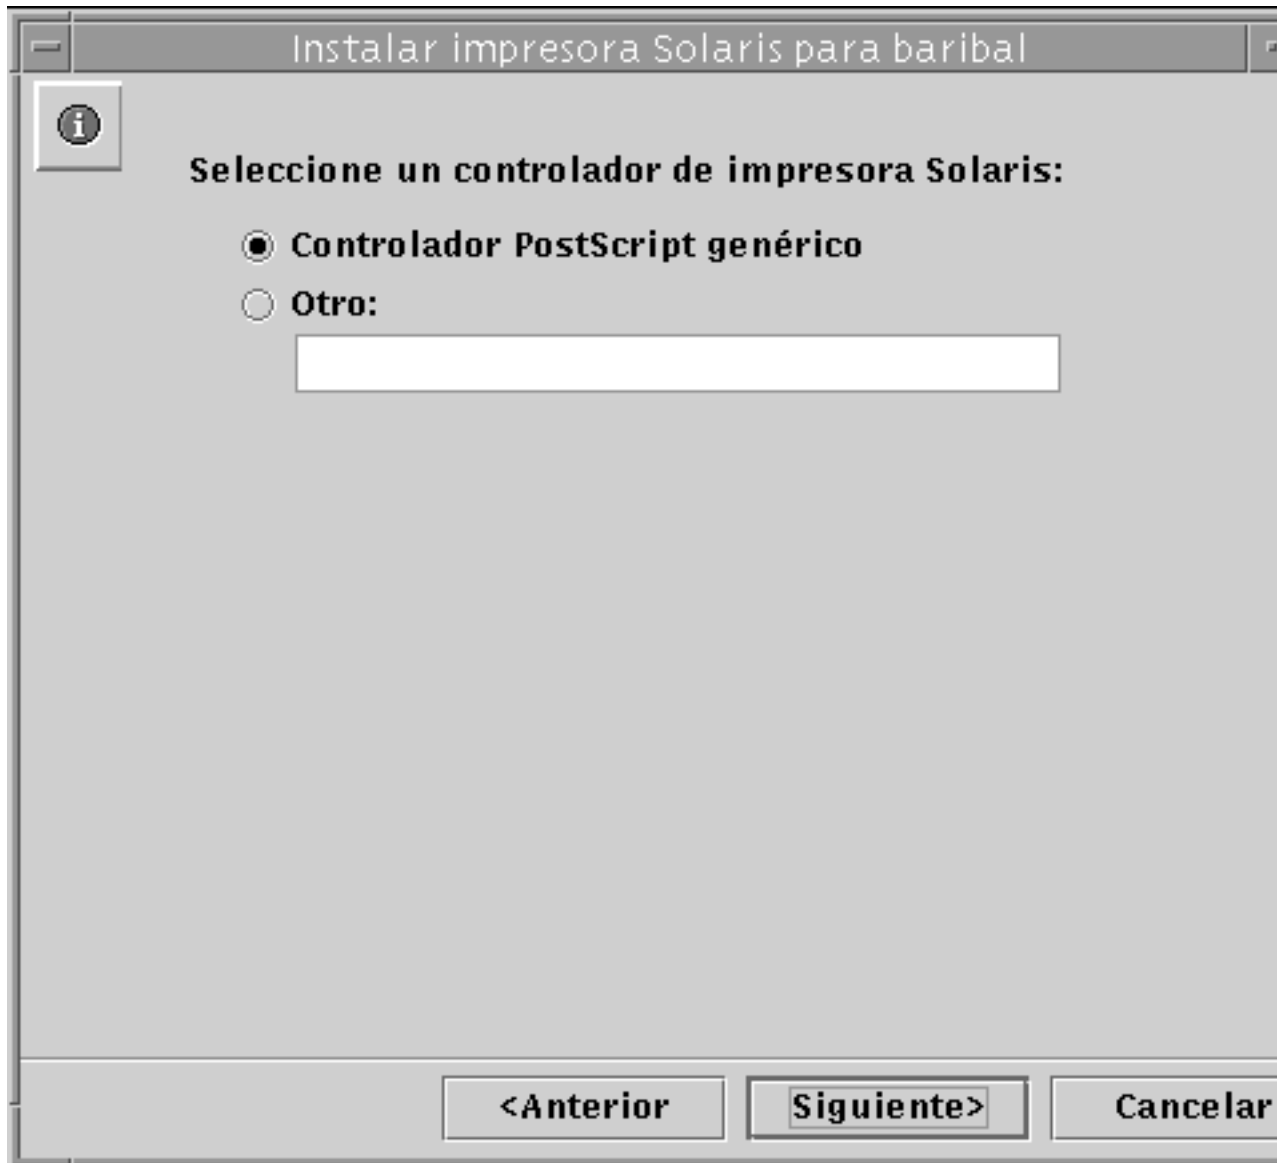 Instalar impresora Solaris para baribal
Seleccione un controlador de impresora Solaris:
Controlador PostScript genérico
Otro:
<Anterior
Siguiente>
Cancelar